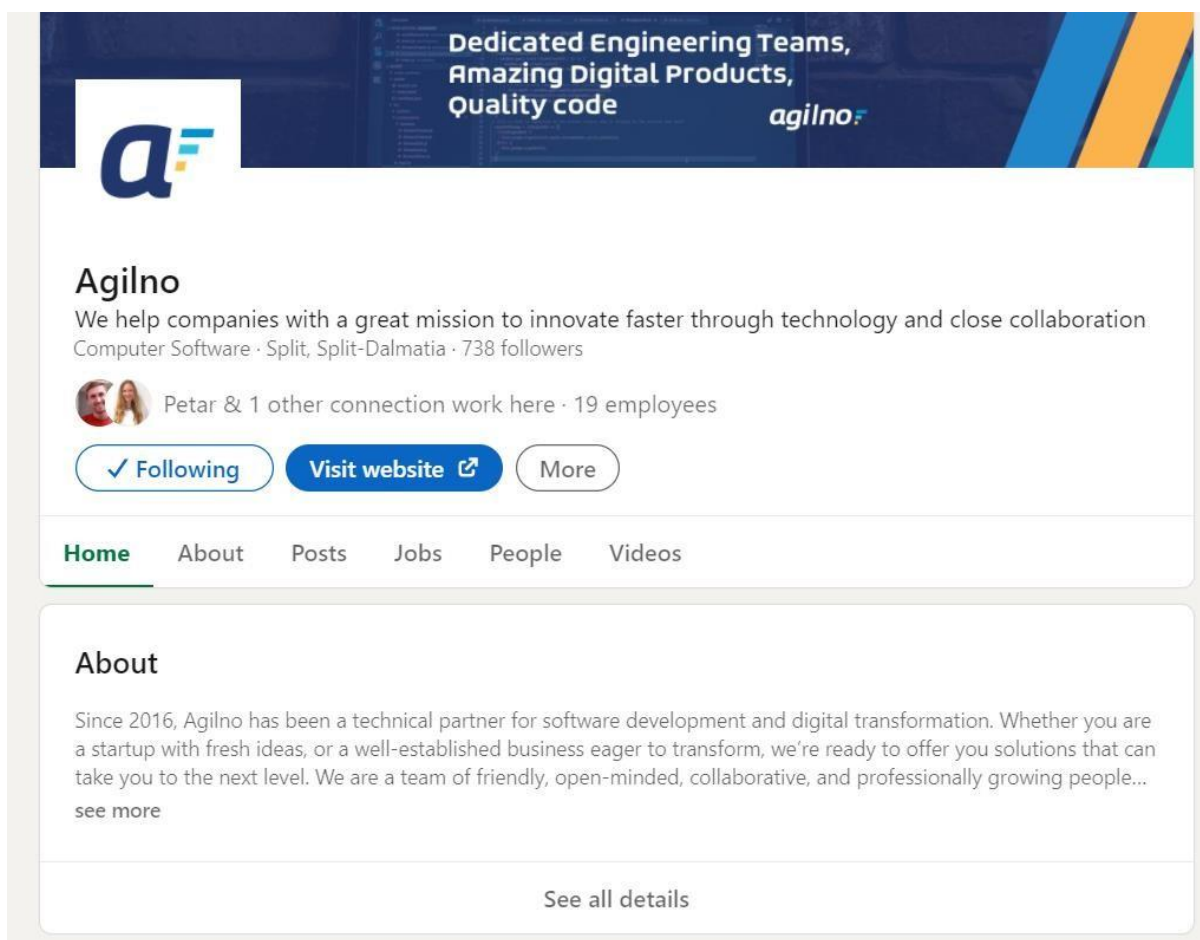 Dedicated Engineering Teams,
Amazing Digital Products,
Quality code
agilno
a
Agilno
We help companies with a great mission to innovate faster through technology and close collaboration
Computer Software · Split, Split-Dalmatia · 738 followers
Petar & 1 other connection work here · 19 employees
✓ Following Visit website More
Home About Posts Jobs People Videos
About
Since 2016, Agilno has been a technical partner for software development and digital transformation. Whether you are
a startup with fresh ideas, or a well-established business eager to transform, we’re ready to offer you solutions that can
take you to the next level. We are a team of friendly, open-minded, collaborative, and professionally growing people...
see more
See all details